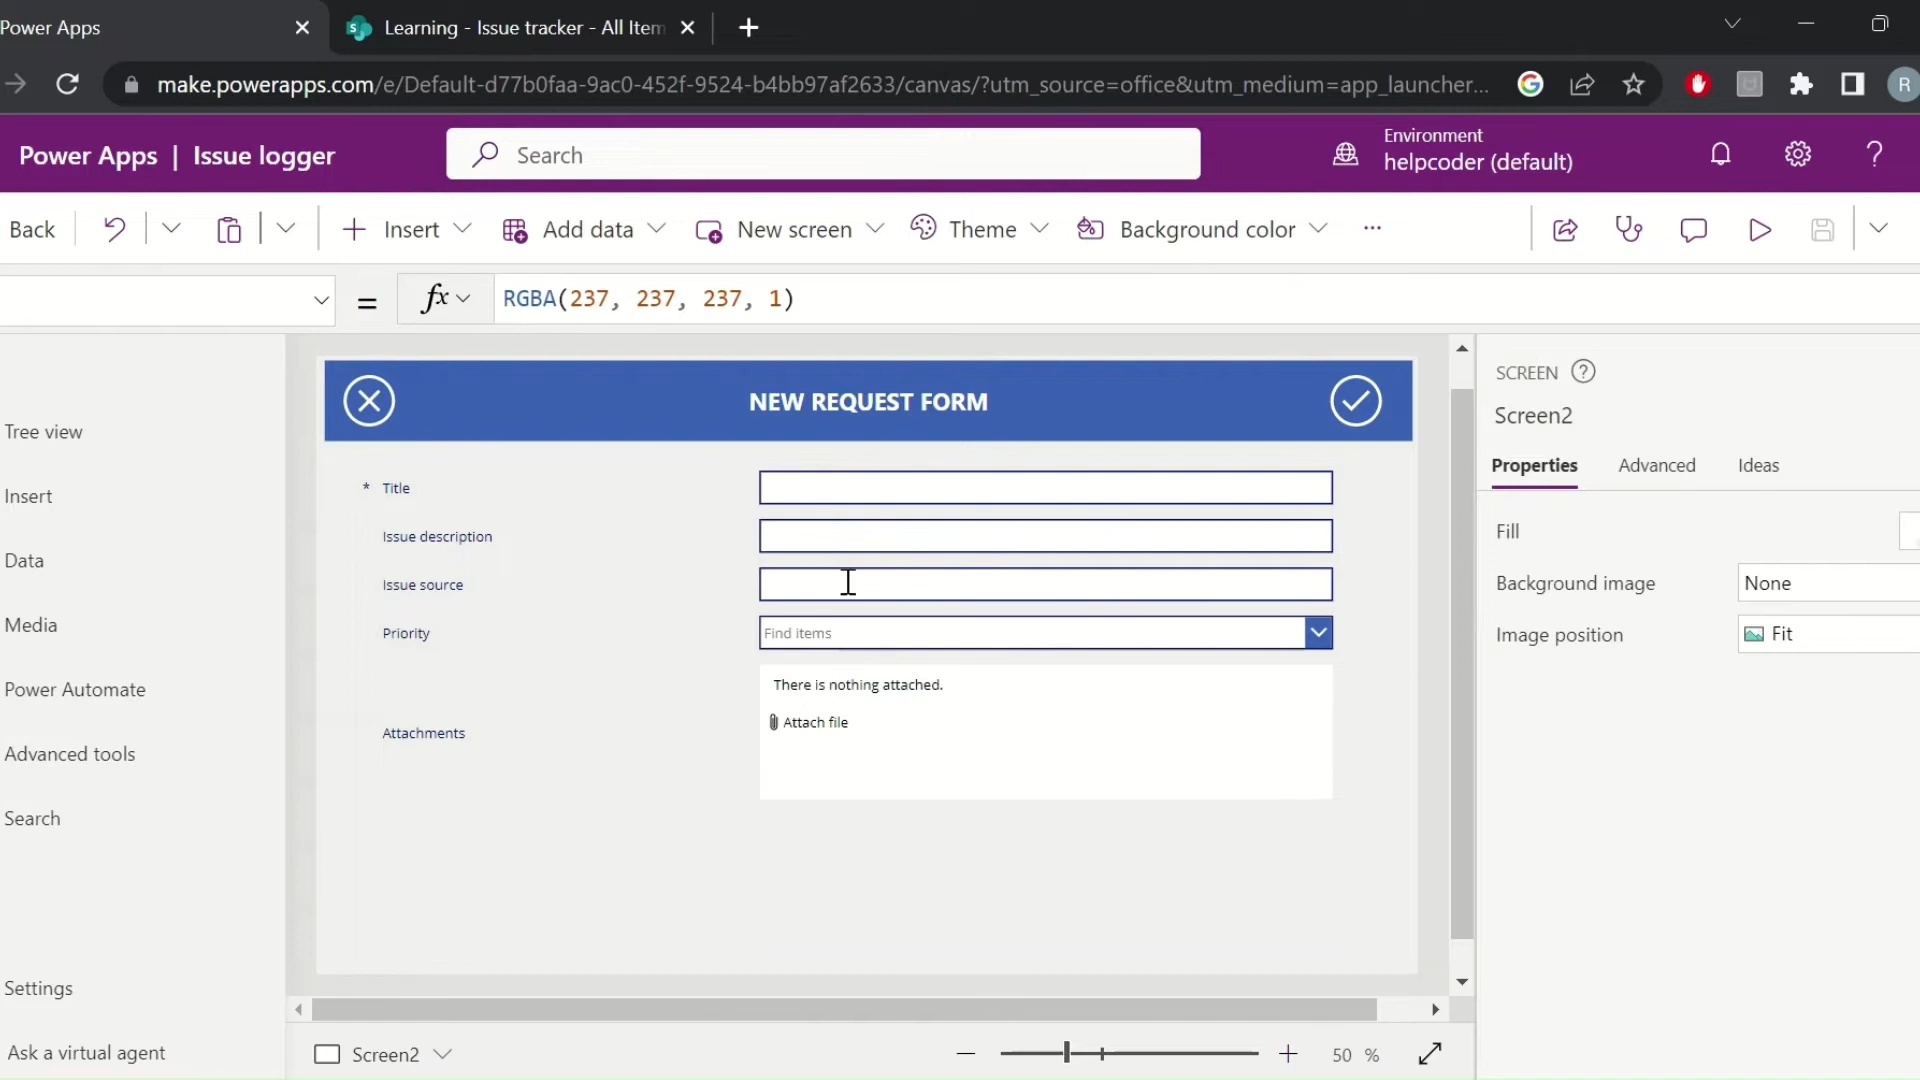 Power Apps
Learning - Issue tracker - All Item
make.powerapps.com/e/Default-d77b0faa-9ac0-452f-9524-b4bb97af2633/canvas/?utm_source=office&utm_medium=app_launcher...
R
Power Apps | Issue logger
Search
Environment
helpcoder (default)
Back
Insert
Add data
New screen
Theme
Background color
...
= fx RGBA(237, 237, 237, 1)
Tree view
Insert
Data
Media
Power Automate
Advanced tools
Search
Settings
Ask a virtual agent
NEW REQUEST FORM
* Title
Issue description
Issue source
Priority
Find items
There is nothing attached.
Attach file
Attachments
SCREEN
Screen2
Properties
Advanced
Ideas
Fill
Background image
None
Image position
Fit
Screen2
50 %